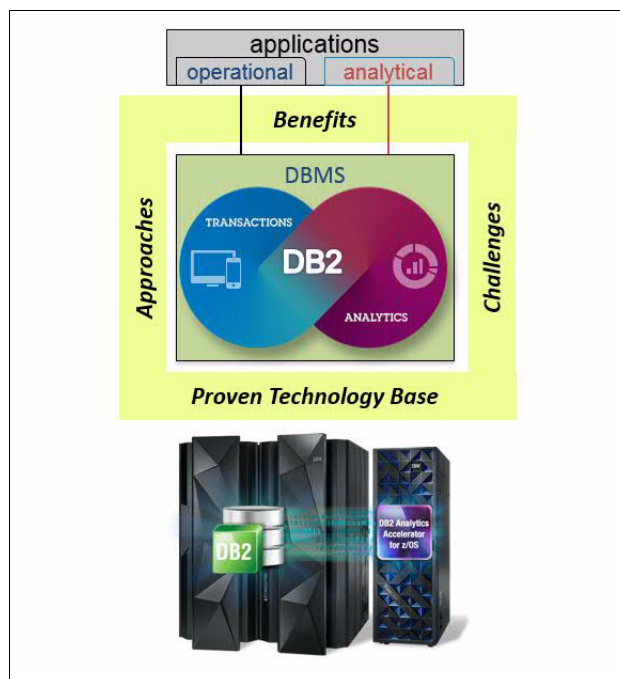 applications
operational analytical
Benefits
DBMS
Approaches
TRANSACTIONS
DB2
ANALYTICS
Challenges
Proven Technology Base
IBM
DB2
DB2 Analytics
Accelerator
for z/OS